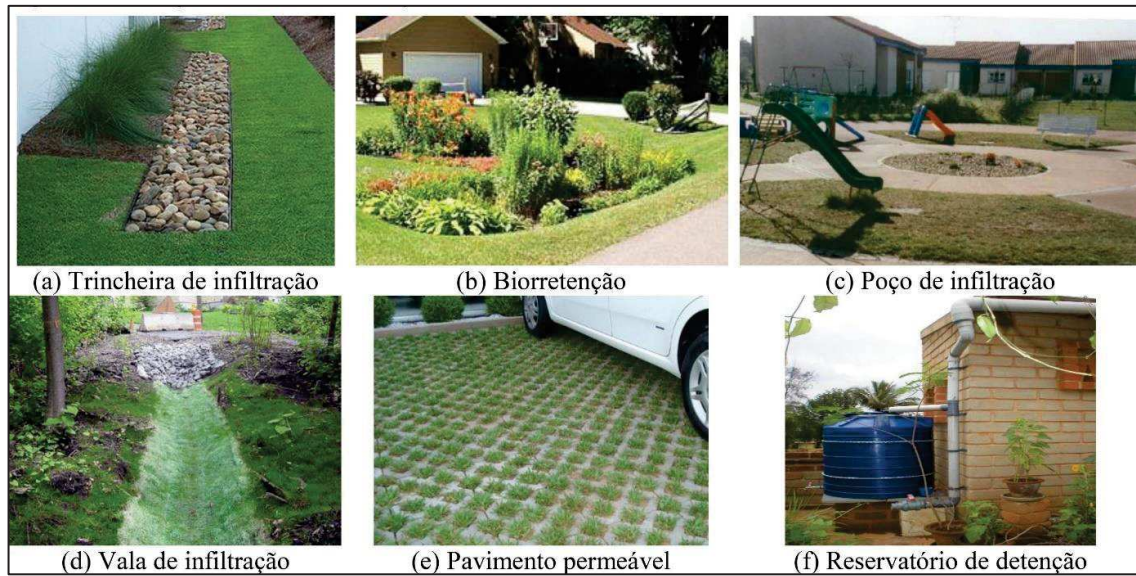 (a) Trincheira de infiltração
(b) Biorretenção
(c) Poço de infiltração
(d) Vala de infiltração
(e) Pavimento permeável
(f) Reservatório de detenção